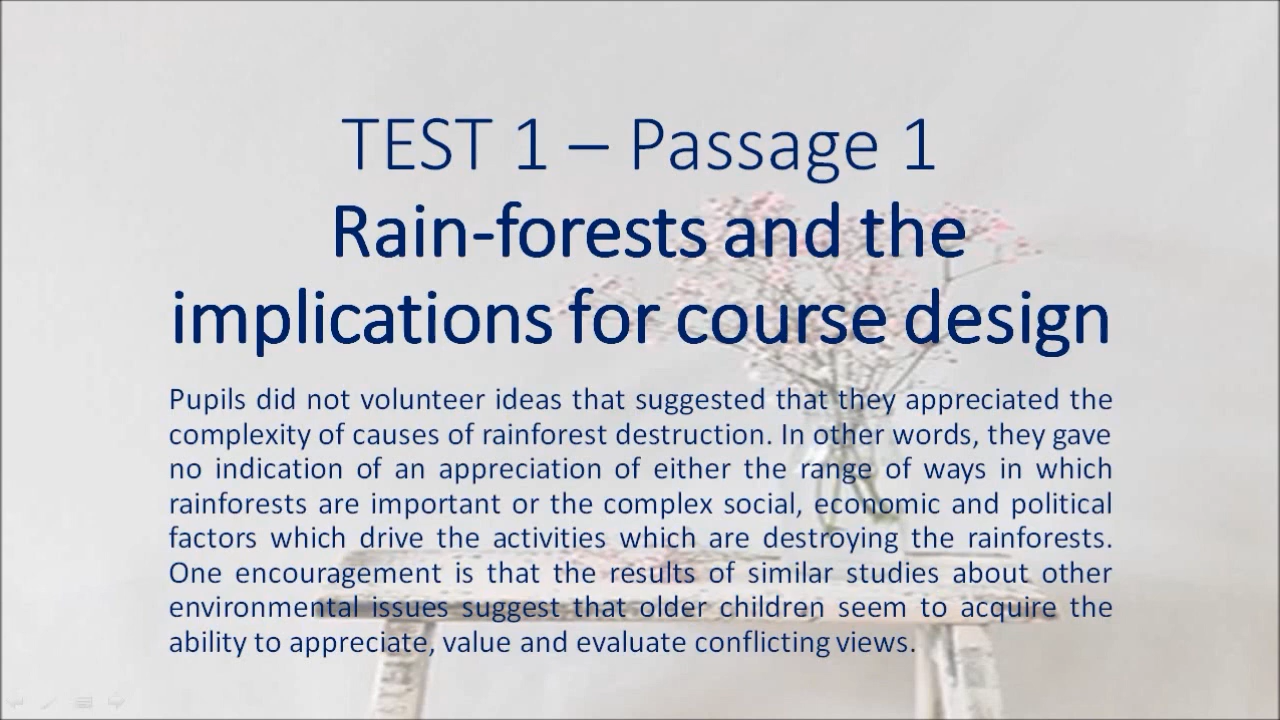 TEST 1 – Passage 1
Rain-forests and the
implications for course design
Pupils did not volunteer ideas that suggested that they appreciated the
complexity of causes of rainforest destruction. In other words, they gave
no indication of an appreciation of either the range of ways in which
rainforests are important or the complex social, economic and political
factors which drive the activities which are destroying the rainforests.
One encouragement is that the results of similar studies about other
environmental issues suggest that older children seem to acquire the
ability to appreciate, value and evaluate conflicting views.